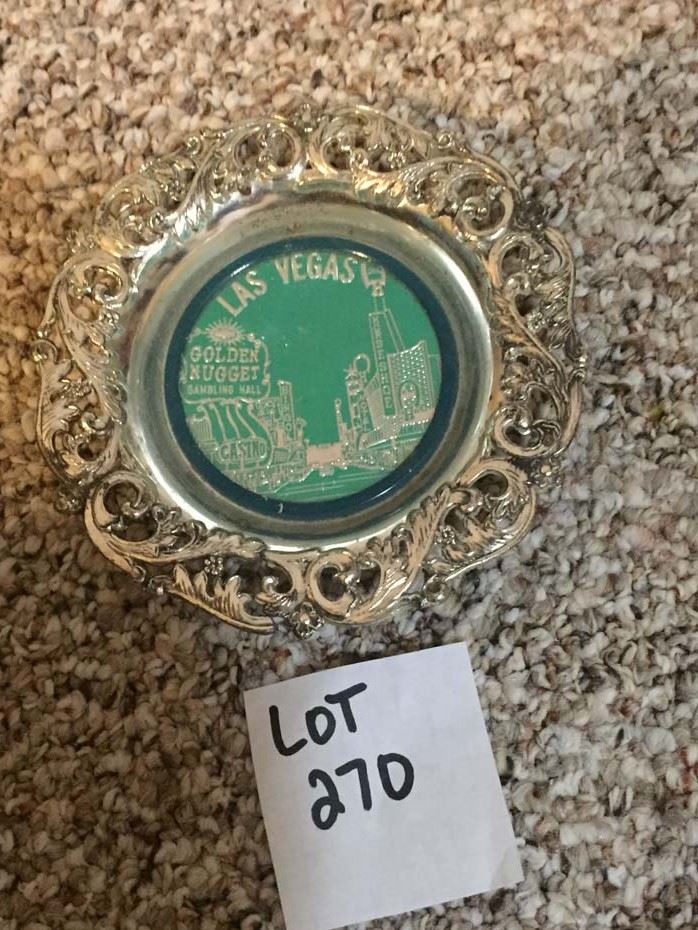 LAS VEGAS
GOLDEN
NUGGET
GAMBLING HALL
CASINO
LOT
270